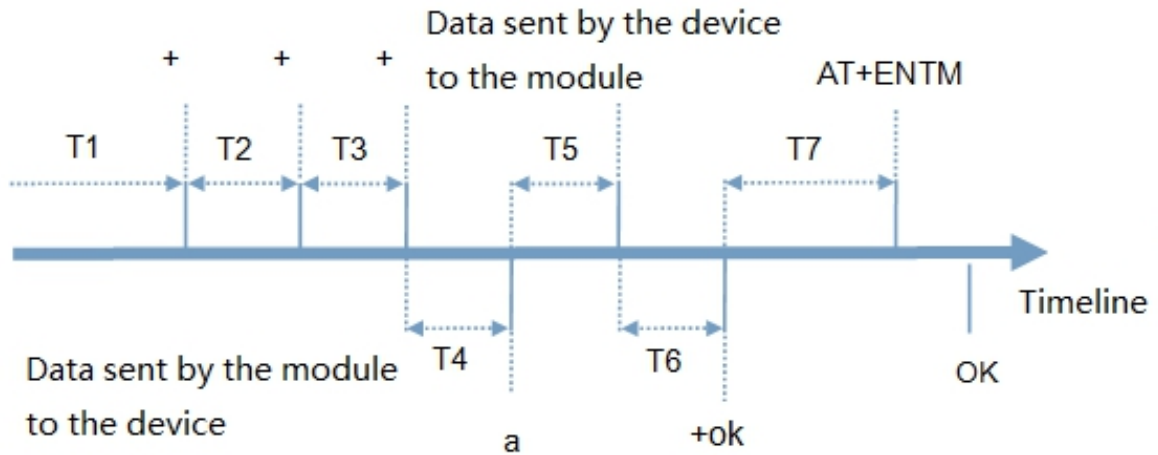 Data sent by the device
to the module
+ + +
AT+ENTM
T1 T2 T3 T5 T7
Timeline
T4 T6 OK
Data sent by the module
to the device
a +ok